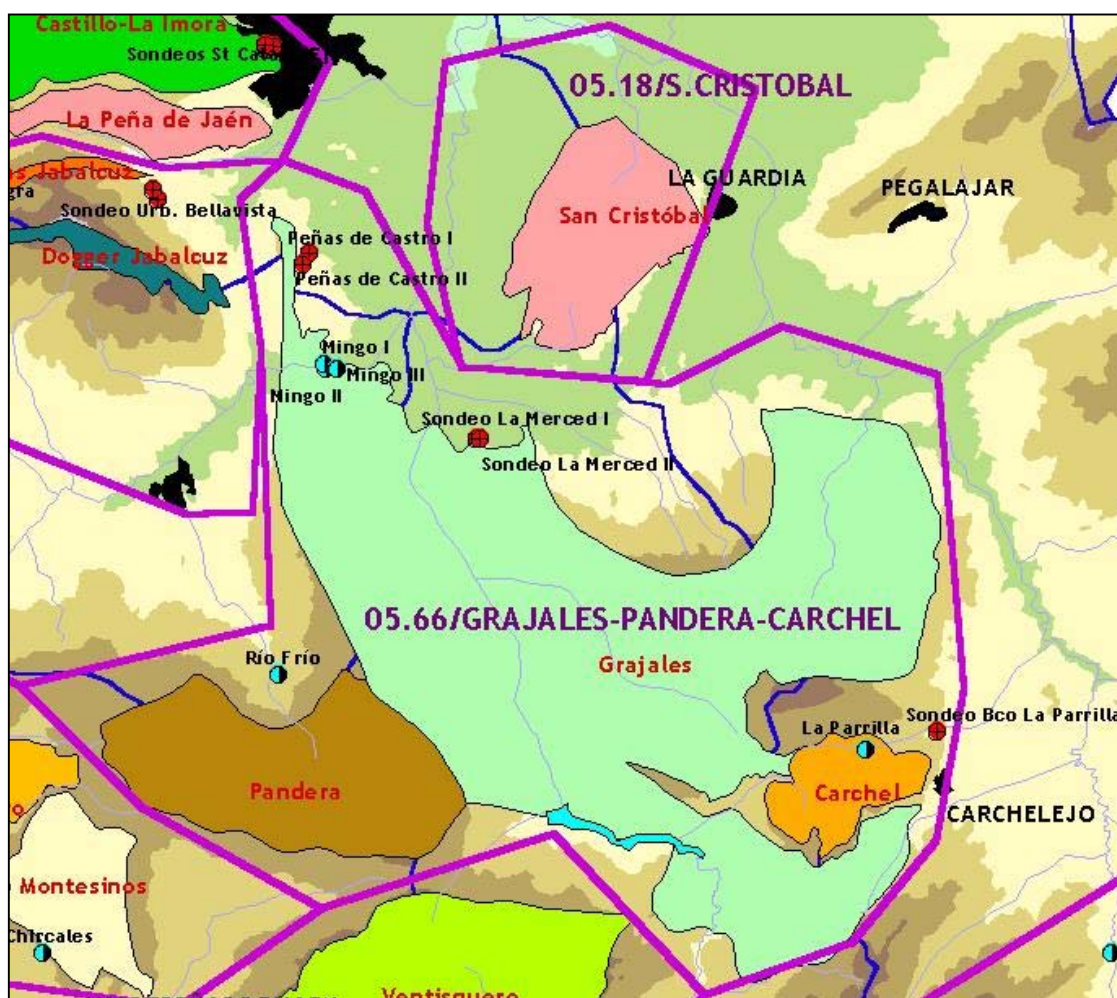 Castillo-La Imora
Sondeos St Cata
La Peña de Jaén
05.18/S.CRISTOBAL
LA GUARDIA
PEGALAJAR
San Cristóbal
Jabalcuz
Sondeo Urb. Bellavista
Dogger Jabalcuz
Peñas de Castro I
Peñas de Castro II
Mingo I
Mingo III
Mingo II
Sondeo La Merced I
Sondeo La Merced II
05.66/GRAJALES-PANDERA-CARCHEL
Grajales
Río Frío
Sondeo Bco La Parrilla
La Parrilla
Pandera
Carchel
CARCHELEJO
Montesinos
Chircales
Ventisquero